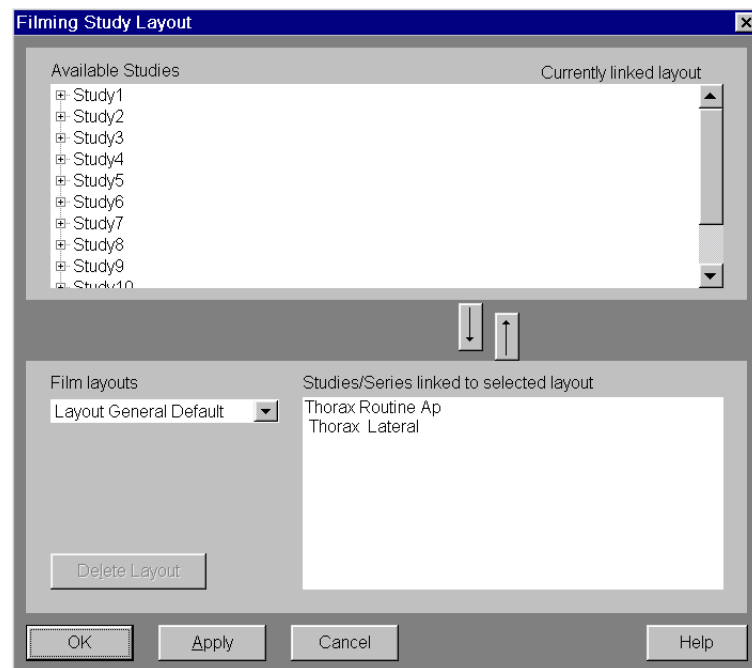 Filming Study Layout
Available Studies
Currently linked layout
Study1
Study2
Study3
Study4
Study5
Study6
Study7
Study8
Study9
Study10
Film layouts
Studies/Series linked to selected layout
Layout General Default
Thorax Routine Ap
Thorax Lateral
Delete Layout
OK
Apply
Cancel
Help